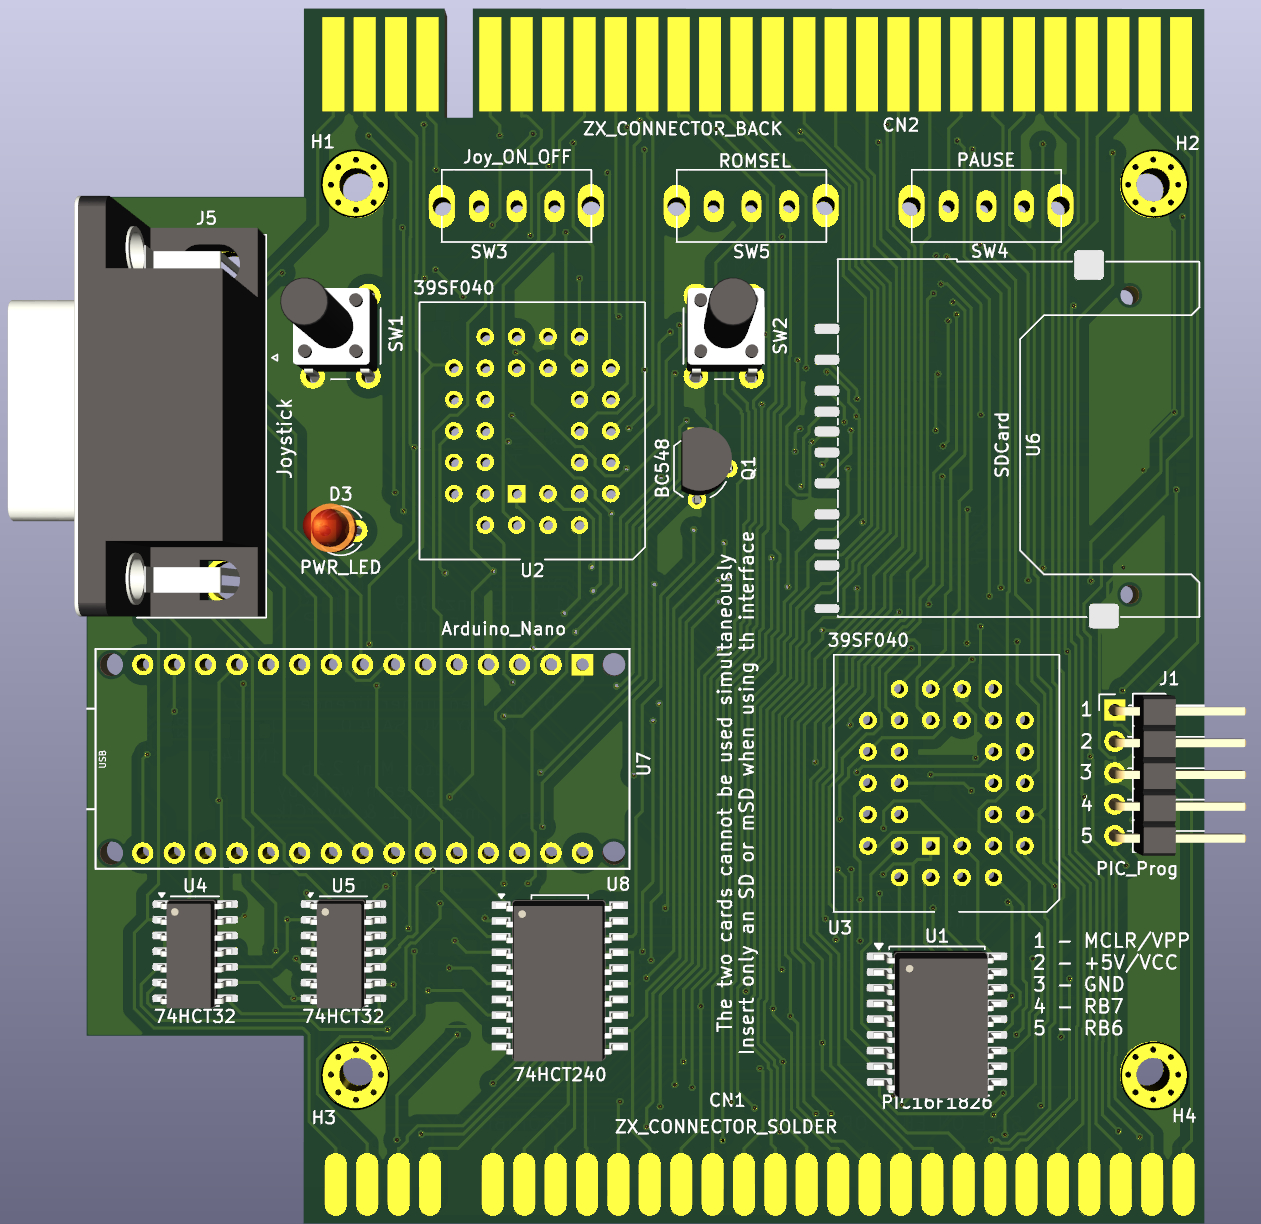 ZX_CONNECTOR_BACK
CN2
H1
H2
Joy_ON_OFF
ROMSEL
PAUSE
J5
SW3
SW5
SW4
39SF040
SW1
SW2
Joystick
BC548
Q1
SDCard
U6
D3
PWR_LED
U2
Arduino_Nano
39SF040
The two cards cannot be used simultaneously
Insert only an SD or mSD when using th interface
J1
1
2
3
4
5
USB
U7
PIC_Prog
U4
U5
U8
U3
U1
1 - MCLR/VPP
2 - +5V/VCC
3 - GND
4 - RB7
5 - RB6
74HCT32
74HCT32
74HCT240
PIC16F1826
CN1
H3
H4
ZX_CONNECTOR_SOLDER